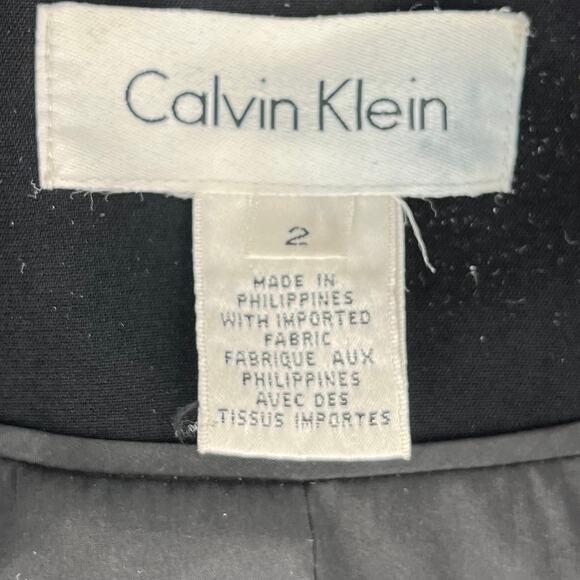 Calvin Klein
2
MADE IN
PHILIPPINES
WITH IMPORTED
FABRIC
FABRIQUE AUX
PHILIPPINES
AVEC DES
TISSUS IMPORTES